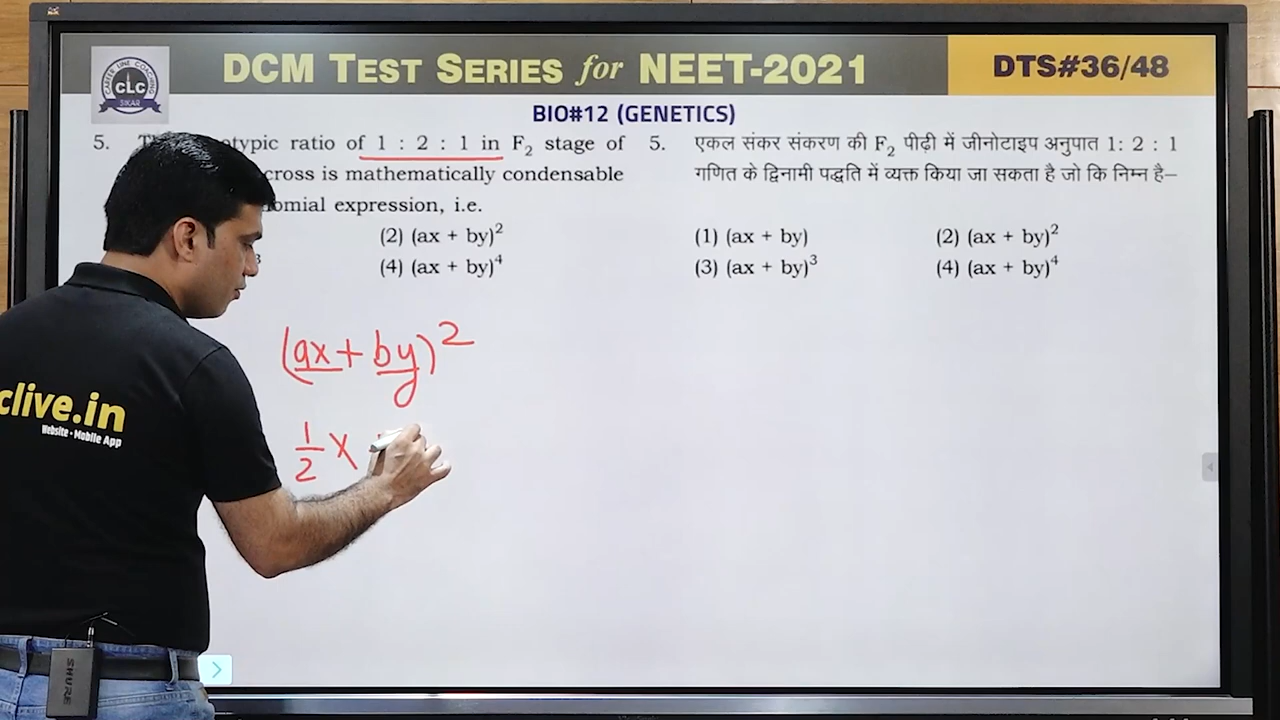 DCM TEST SERIES for NEET-2021
DTS#36/48
CLC
SIKAR
BIO#12 (GENETICS)
5. otypic ratio of 1 : 2 : 1 in F₂ stage of
cross is mathematically condensable
omial expression, i.e.
(2) (ax + by)²
(4) (ax + by)⁴
5. एकल संकर संकरण की F₂ पीढ़ी में जीनोटाइप अनुपात 1: 2 : 1
गणित के द्विनामी पद्धति में व्यक्त किया जा सकता है जो कि निम्न है–
(1) (ax + by) (2) (ax + by)²
(3) (ax + by)³ (4) (ax + by)⁴
(ax + by)²
1/2 x
clive.in
Website • Mobile App
SHURE